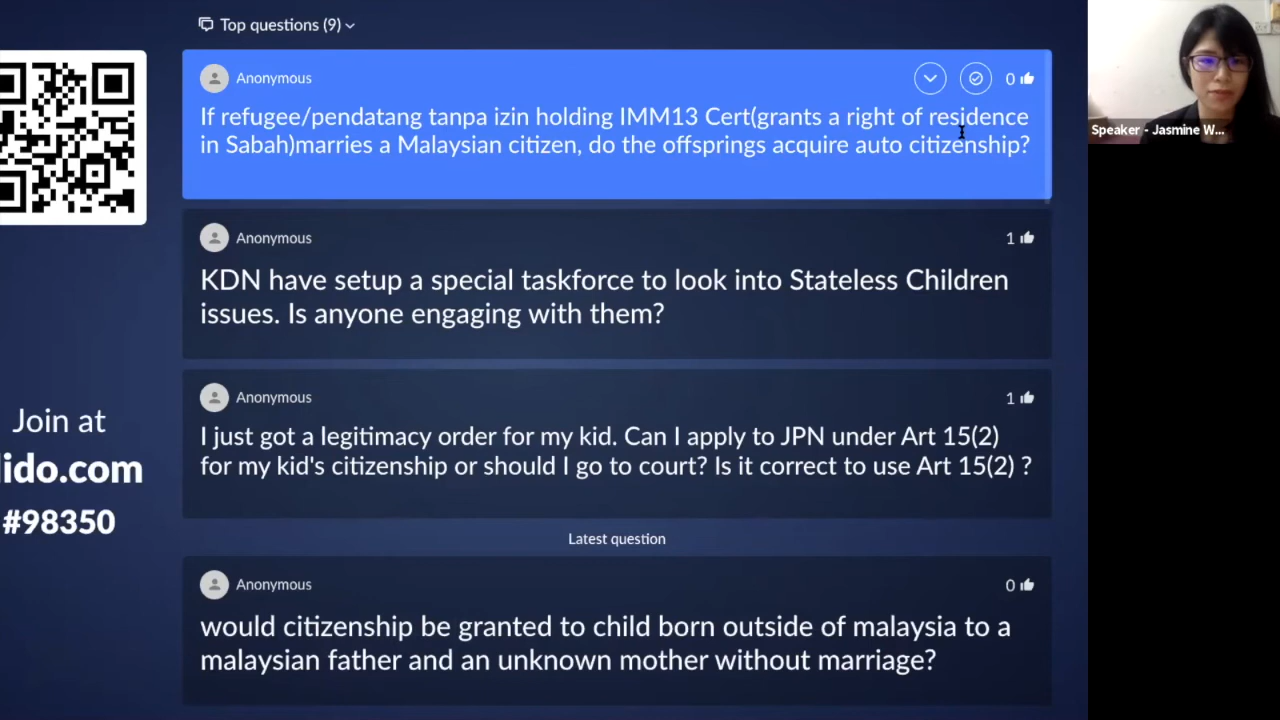 Top questions (9)
Anonymous
0
If refugee/pendatang tanpa izin holding IMM13 Cert(grants a right of residence
in Sabah)marries a Malaysian citizen, do the offsprings acquire auto citizenship?
Anonymous
1
KDN have setup a special taskforce to look into Stateless Children
issues. Is anyone engaging with them?
Anonymous
1
I just got a legitimacy order for my kid. Can I apply to JPN under Art 15(2)
for my kid's citizenship or should I go to court? Is it correct to use Art 15(2) ?
Latest question
Anonymous
0
would citizenship be granted to child born outside of malaysia to a
malaysian father and an unknown mother without marriage?
Join at
lido.com
#98350
Speaker - Jasmine W...